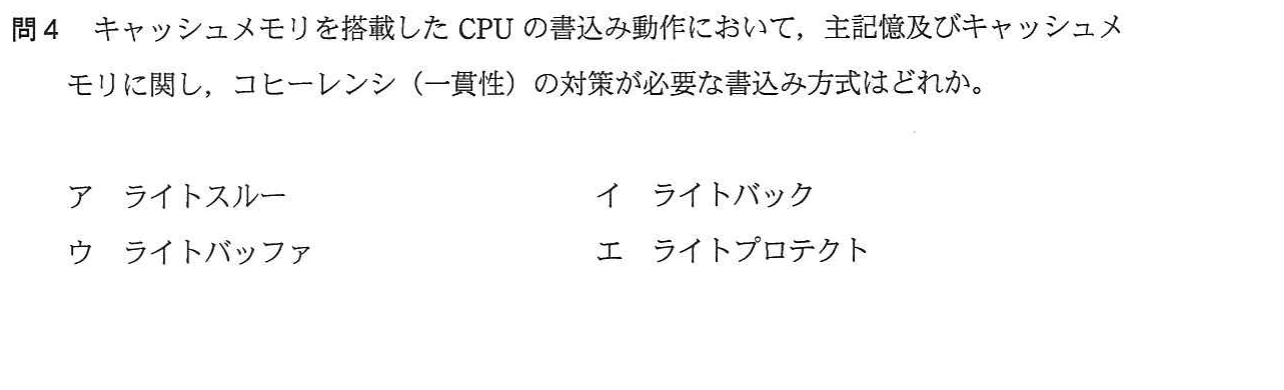 問4 キャッシュメモリを搭載した CPU の書込み動作において，主記憶及びキャッシュメ
モリに関し，コヒーレンシ（一貫性）の対策が必要な書込み方式はどれか。
ア ライトスルー イ ライトバック
ウ ライトバッファ エ ライトプロテクト